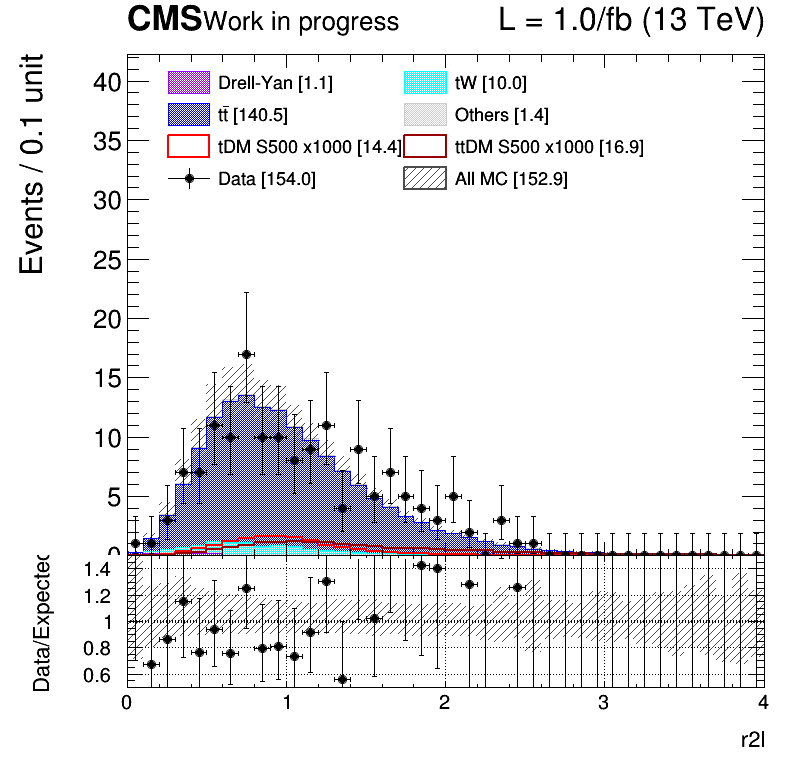 CMS Work in progress L = 1.0/fb (13 TeV)
Events / 0.1 unit
40
35
30
25
20
15
10
5
0
Drell-Yan [1.1] tW [10.0]
tt̄ [140.5] Others [1.4]
tDM S500 x1000 [14.4] ttDM S500 x1000 [16.9]
Data [154.0] All MC [152.9]
Data/Expected
1.4
1.2
1
0.8
0.6
0 1 2 3 4
r2l